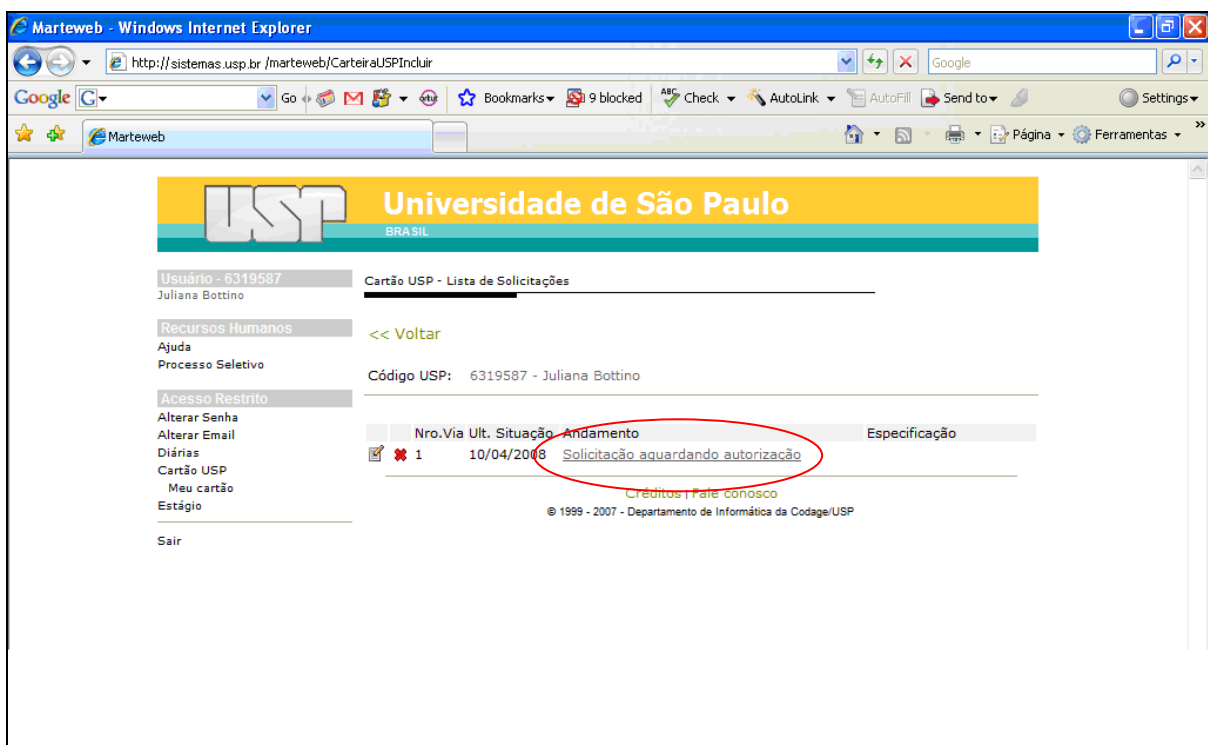 Marteweb - Windows Internet Explorer
http://sistemas.usp.br /marteweb/CarteiraUSPIncluir
Google
Google G Go Bookmarks 9 blocked ABC Check AutoLink AutoFill Send to Settings
Marteweb
Página Ferramentas »
USP
Universidade de São Paulo
BRASIL
Usuário - 6319587
Juliana Bottino
Recursos Humanos
Ajuda
Processo Seletivo
Acesso Restrito
Alterar Senha
Alterar Email
Diárias
Cartão USP
Meu cartão
Estágio
Sair
Cartão USP - Lista de Solicitações
<< Voltar
Código USP: 6319587 - Juliana Bottino
Nro.Via Ult. Situação Andamento Especificação
1 10/04/2008 Solicitação aguardando autorização
Créditos | Fale conosco
© 1999 - 2007 - Departamento de Informática da Codage/USP